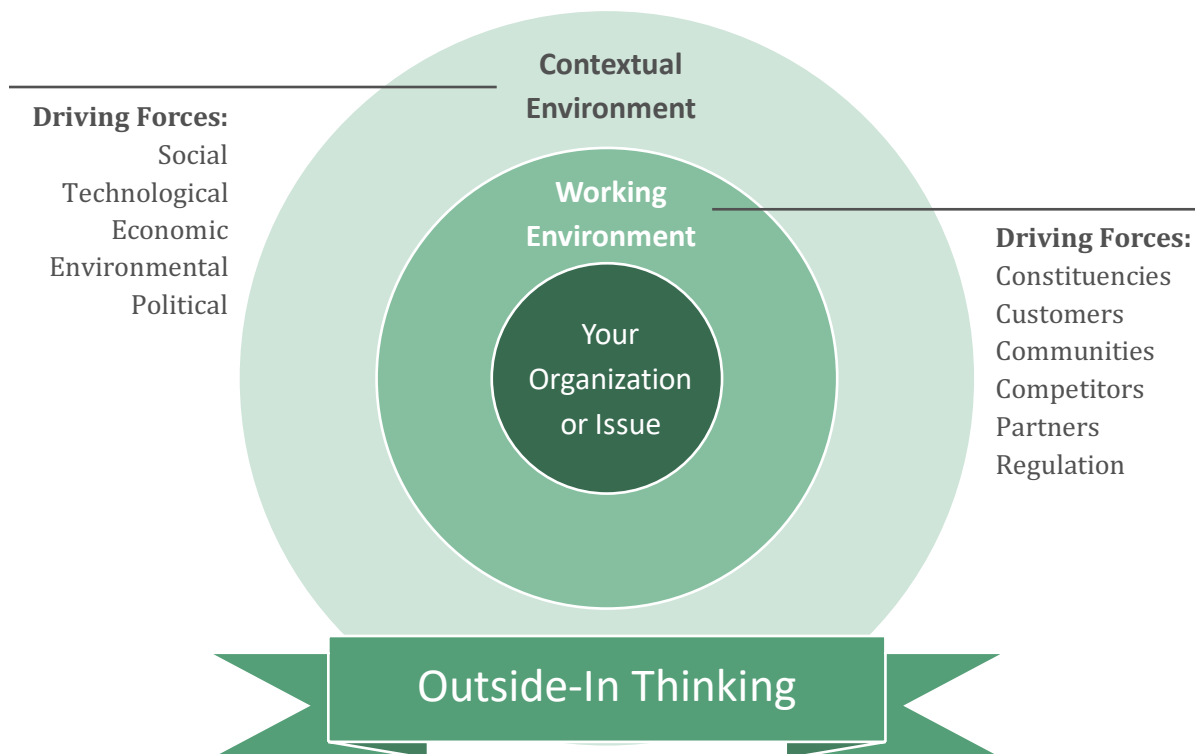 Contextual
Environment
Driving Forces:
Social
Technological
Economic
Environmental
Political
Working
Environment
Driving Forces:
Constituencies
Customers
Communities
Competitors
Partners
Regulation
Your
Organization
or Issue
Outside-In Thinking